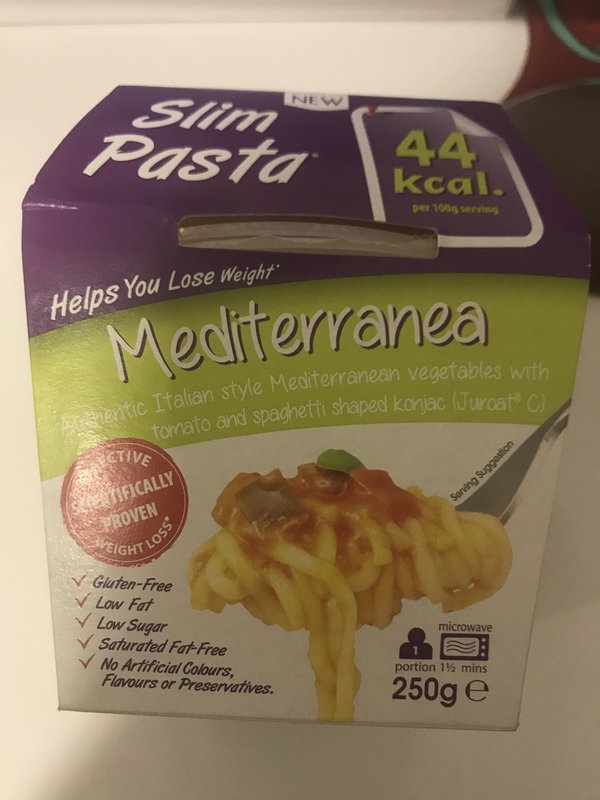 NEW
Slim
Pasta
44
kcal.
per 100g serving
Helps You Lose Weight*
Mediterranea
Authentic Italian style Mediterranean vegetables with
tomato and spaghetti shaped konjac (Juroat® C)
ACTIVE
SCIENTIFICALLY
PROVEN
WEIGHT LOSS*
Serving Suggestion
✓ Gluten-Free
✓ Low Fat
✓ Low Sugar
✓ Saturated Fat-Free
✓ No Artificial Colours,
Flavours or Preservatives.
microwave
1
portion 1½ mins
250g ℮